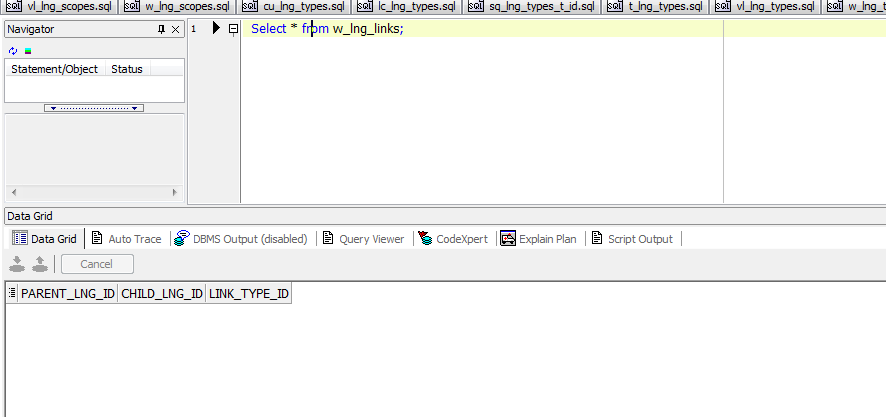 vl_lng_scopes.sql w_lng_scopes.sql cu_lng_types.sql lc_lng_types.sql sq_lng_types_t_id.sql t_lng_types.sql vl_lng_types.sql w_lng_t
Navigator
1 Select * from w_lng_links;
Statement/Object Status
Data Grid
Data Grid Auto Trace DBMS Output (disabled) Query Viewer CodeXpert Explain Plan Script Output
Cancel
PARENT_LNG_ID CHILD_LNG_ID LINK_TYPE_ID